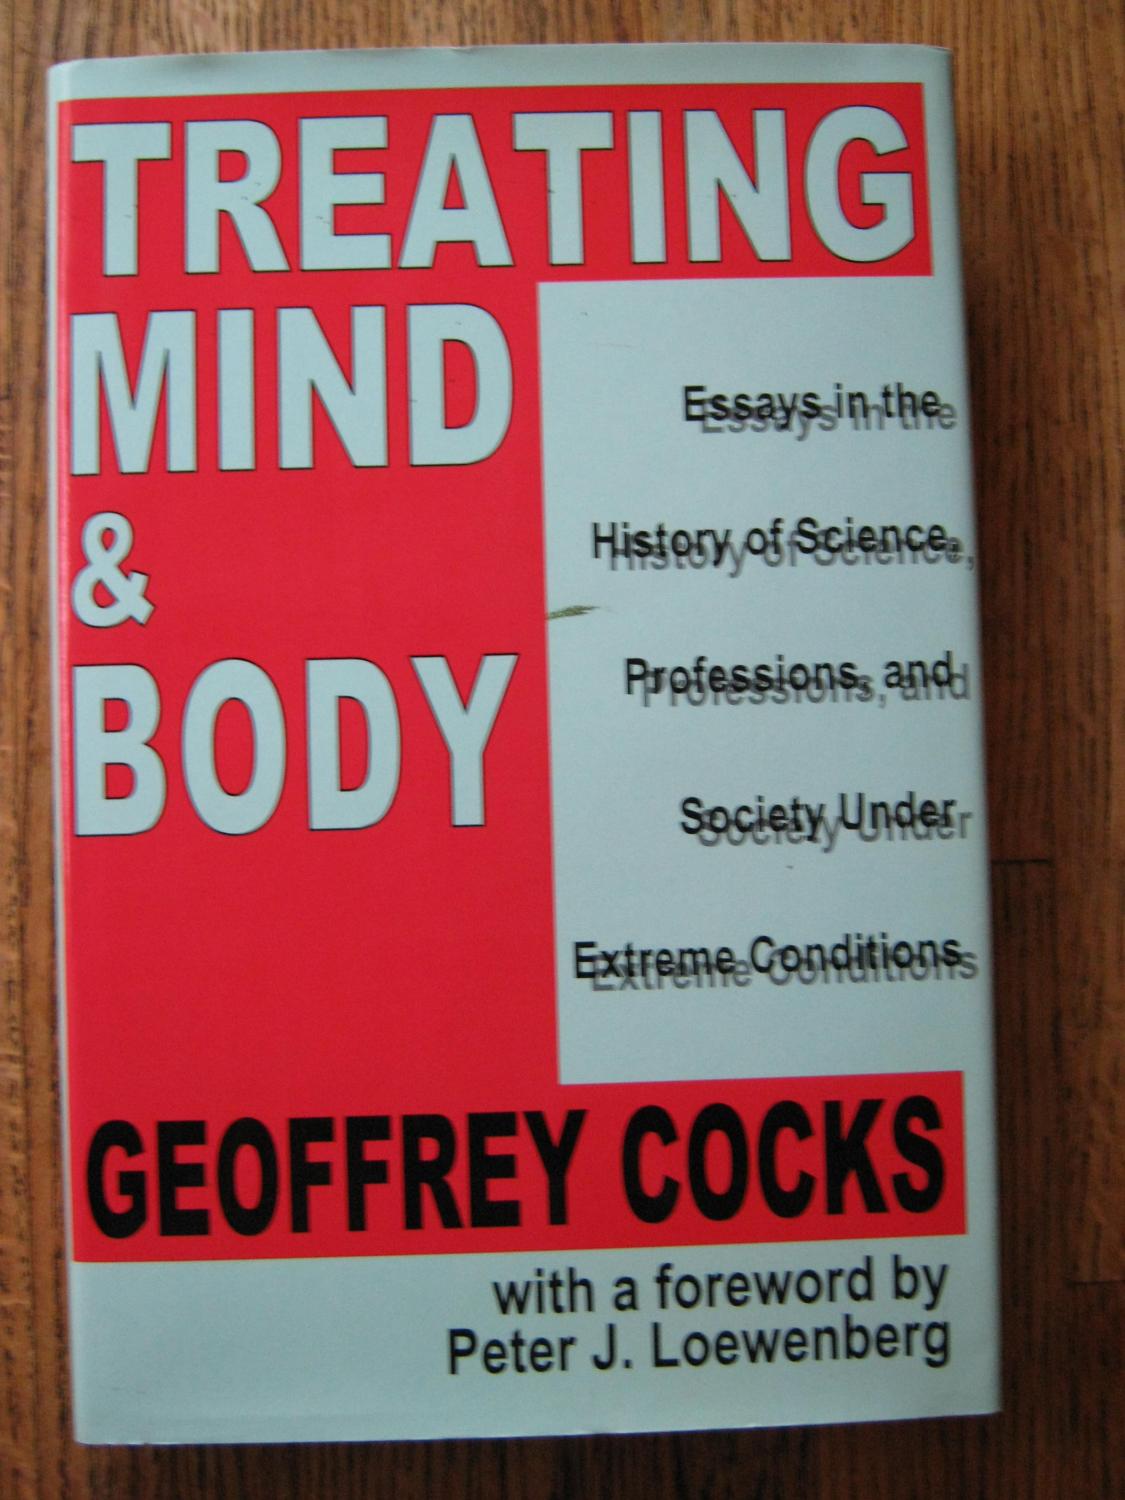 TREATING
MIND
&
BODY
Essays in the
History of Science,
Professions, and
Society Under
Extreme Conditions
GEOFFREY COCKS
with a foreword by
Peter J. Loewenberg